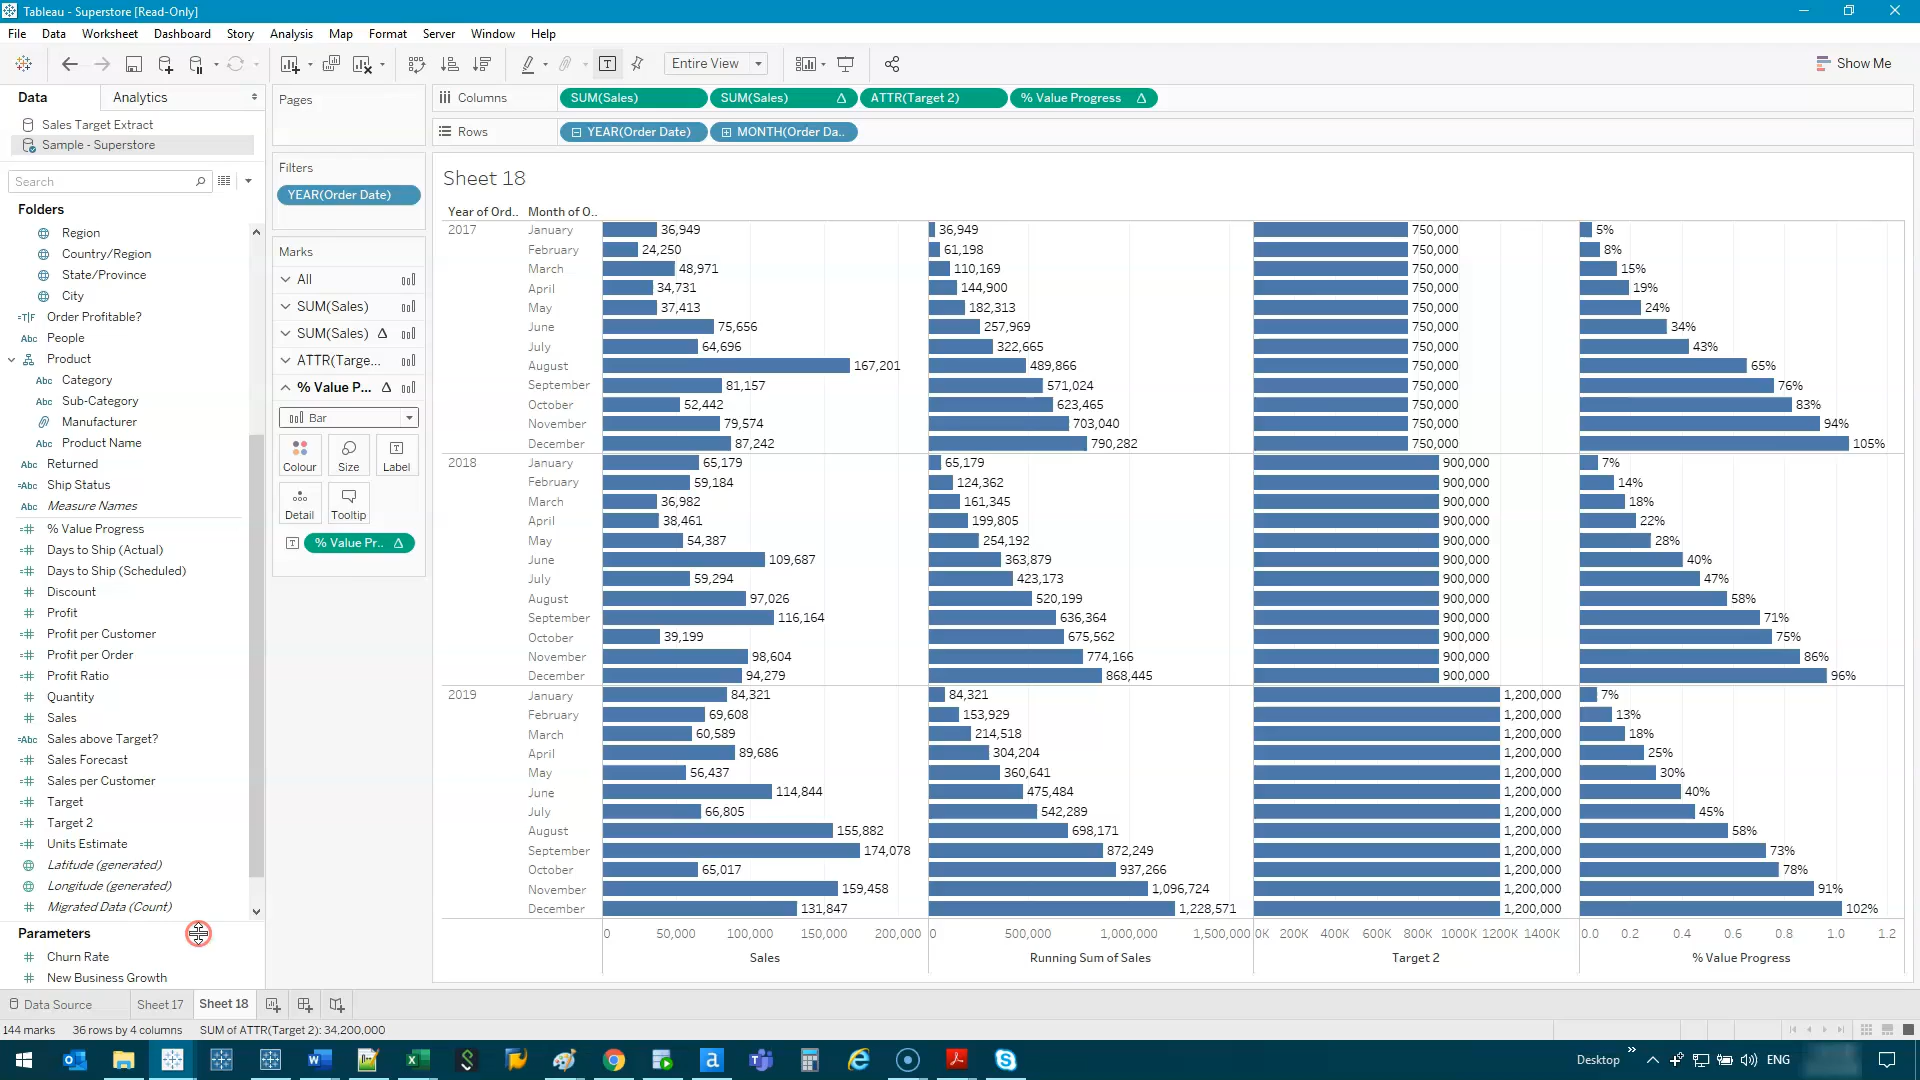 Tableau - Superstore [Read-Only]
File Data Worksheet Dashboard Story Analysis Map Format Server Window Help
Entire View
Show Me
Data Analytics
Sales Target Extract
Sample - Superstore
Search
Folders
Region
Country/Region
State/Province
City
=T|F Order Profitable?
Abc People
Product
Abc Category
Abc Sub-Category
Manufacturer
Abc Product Name
Abc Returned
=Abc Ship Status
Abc Measure Names
=# % Value Progress
=# Days to Ship (Actual)
=# Days to Ship (Scheduled)
# Discount
# Profit
=# Profit per Customer
=# Profit per Order
=# Profit Ratio
# Quantity
# Sales
=Abc Sales above Target?
=# Sales Forecast
=# Sales per Customer
=# Target
=# Target 2
=# Units Estimate
Latitude (generated)
Longitude (generated)
# Migrated Data (Count)
Parameters
# Churn Rate
# New Business Growth
Pages
Filters
YEAR(Order Date)
Marks
All
SUM(Sales)
SUM(Sales) Δ
ATTR(Targe...
% Value P... Δ
Bar
Colour Size Label
Detail Tooltip
% Value Pr.. Δ
Columns SUM(Sales) SUM(Sales) Δ ATTR(Target 2) % Value Progress Δ
Rows YEAR(Order Date) MONTH(Order Da..
Sheet 18
Year of Ord.. Month of O..
2017 January 36,949 36,949 750,000 5%
February 24,250 61,198 750,000 8%
March 48,971 110,169 750,000 15%
April 34,731 144,900 750,000 19%
May 37,413 182,313 750,000 24%
June 75,656 257,969 750,000 34%
July 64,696 322,665 750,000 43%
August 167,201 489,866 750,000 65%
September 81,157 571,024 750,000 76%
October 52,442 623,465 750,000 83%
November 79,574 703,040 750,000 94%
December 87,242 790,282 750,000 105%
2018 January 65,179 65,179 900,000 7%
February 59,184 124,362 900,000 14%
March 36,982 161,345 900,000 18%
April 38,461 199,805 900,000 22%
May 54,387 254,192 900,000 28%
June 109,687 363,879 900,000 40%
July 59,294 423,173 900,000 47%
August 97,026 520,199 900,000 58%
September 116,164 636,364 900,000 71%
October 39,199 675,562 900,000 75%
November 98,604 774,166 900,000 86%
December 94,279 868,445 900,000 96%
2019 January 84,321 84,321 1,200,000 7%
February 69,608 153,929 1,200,000 13%
March 60,589 214,518 1,200,000 18%
April 89,686 304,204 1,200,000 25%
May 56,437 360,641 1,200,000 30%
June 114,844 475,484 1,200,000 40%
July 66,805 542,289 1,200,000 45%
August 155,882 698,171 1,200,000 58%
September 174,078 872,249 1,200,000 73%
October 65,017 937,266 1,200,000 78%
November 159,458 1,096,724 1,200,000 91%
December 131,847 1,228,571 1,200,000 102%
0 50,000 100,000 150,000 200,000 0 500,000 1,000,000 1,500,000 0K 200K 400K 600K 800K 1000K 1200K 1400K 0.0 0.2 0.4 0.6 0.8 1.0 1.2
Sales Running Sum of Sales Target 2 % Value Progress
Data Source Sheet 17 Sheet 18
144 marks 36 rows by 4 columns SUM of ATTR(Target 2): 34,200,000
Desktop » ENG